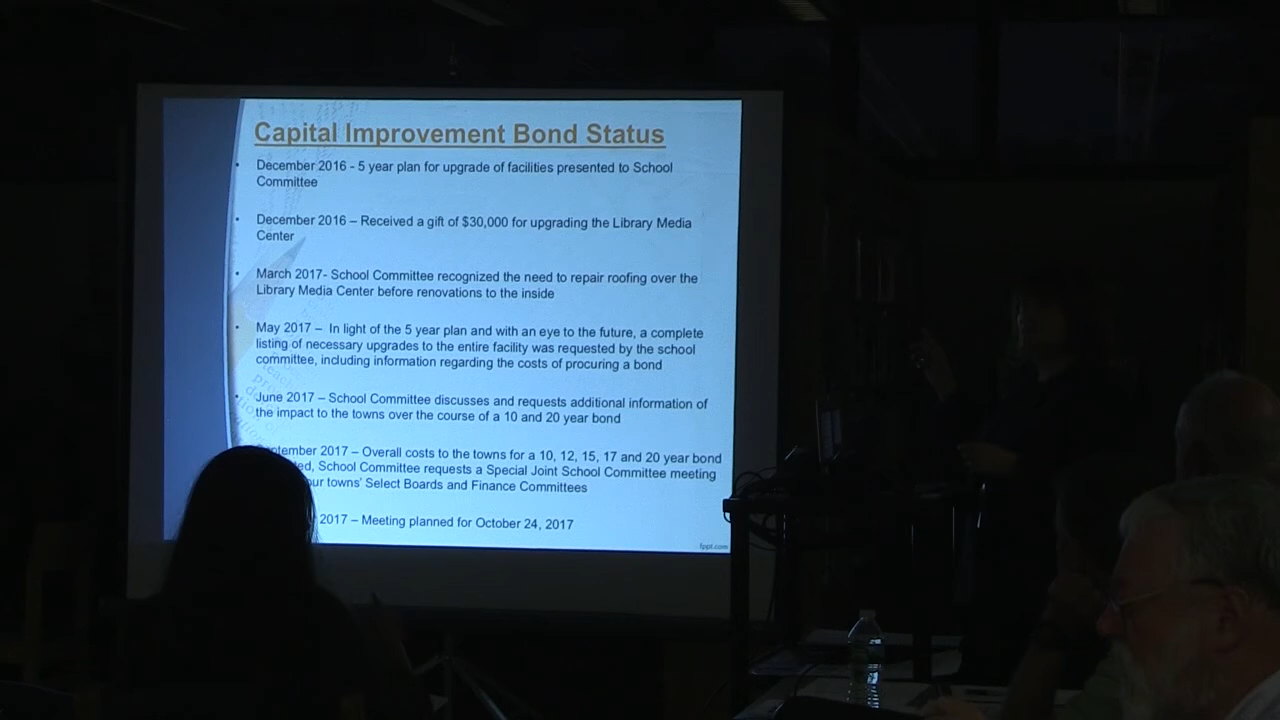 Capital Improvement Bond Status
• December 2016 - 5 year plan for upgrade of facilities presented to School
Committee
• December 2016 – Received a gift of $30,000 for upgrading the Library Media
Center
• March 2017- School Committee recognized the need to repair roofing over the
Library Media Center before renovations to the inside
• May 2017 – In light of the 5 year plan and with an eye to the future, a complete
listing of necessary upgrades to the entire facility was requested by the school
committee, including information regarding the costs of procuring a bond
• June 2017 – School Committee discusses and requests additional information of
the impact to the towns over the course of a 10 and 20 year bond
tember 2017 – Overall costs to the towns for a 10, 12, 15, 17 and 20 year bond
ed, School Committee requests a Special Joint School Committee meeting
ur towns' Select Boards and Finance Committees
2017 – Meeting planned for October 24, 2017
fppt.com